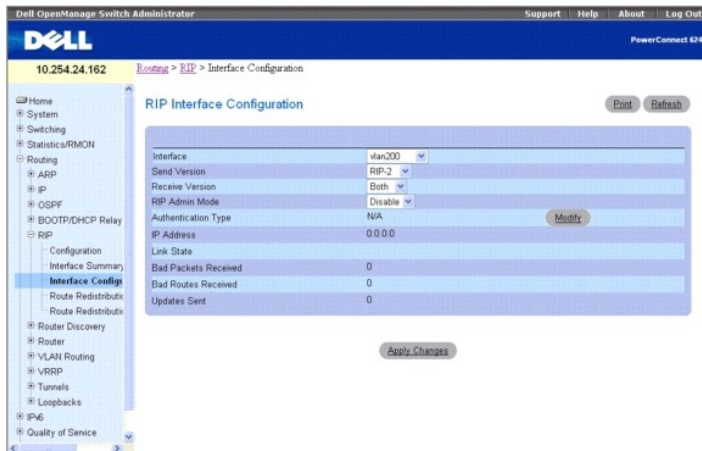 Dell OpenManage Switch Administrator Support Help About Log Out
DELL
PowerConnect 624
10.254.24.162
Routing > RIP > Interface Configuration
Home
System
Switching
Statistics/RMON
Routing
ARP
IP
OSPF
BOOTP/DHCP Relay
RIP
Configuration
Interface Summary
Interface Configu
Route Redistributio
Route Redistributio
Router Discovery
Router
VLAN Routing
VRRP
Tunnels
Loopbacks
IPv6
Quality of Service
RIP Interface Configuration
Print Refresh
Interface vlan200
Send Version RIP-2
Receive Version Both
RIP Admin Mode Disable
Authentication Type N/A Modify
IP Address 0.0.0.0
Link State
Bad Packets Received 0
Bad Routes Received 0
Updates Sent 0
Apply Changes